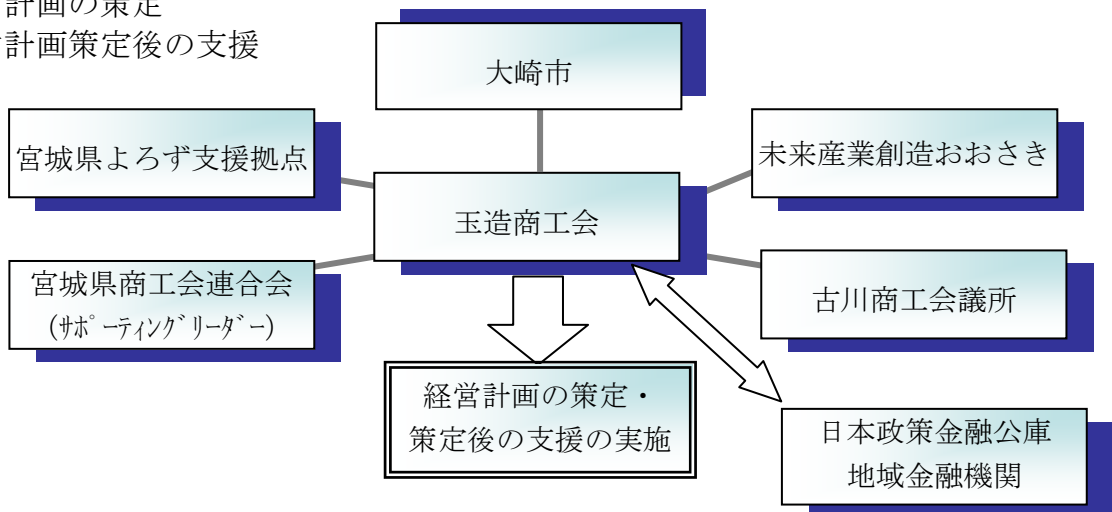 計画の策定
計画策定後の支援
大崎市
宮城県よろず支援拠点
未来産業創造おおさき
玉造商工会
宮城県商工会連合会
(ｻﾎﾟｰﾃｨﾝｸﾞﾘｰﾀﾞｰ)
古川商工会議所
経営計画の策定・
策定後の支援の実施
日本政策金融公庫
地域金融機関